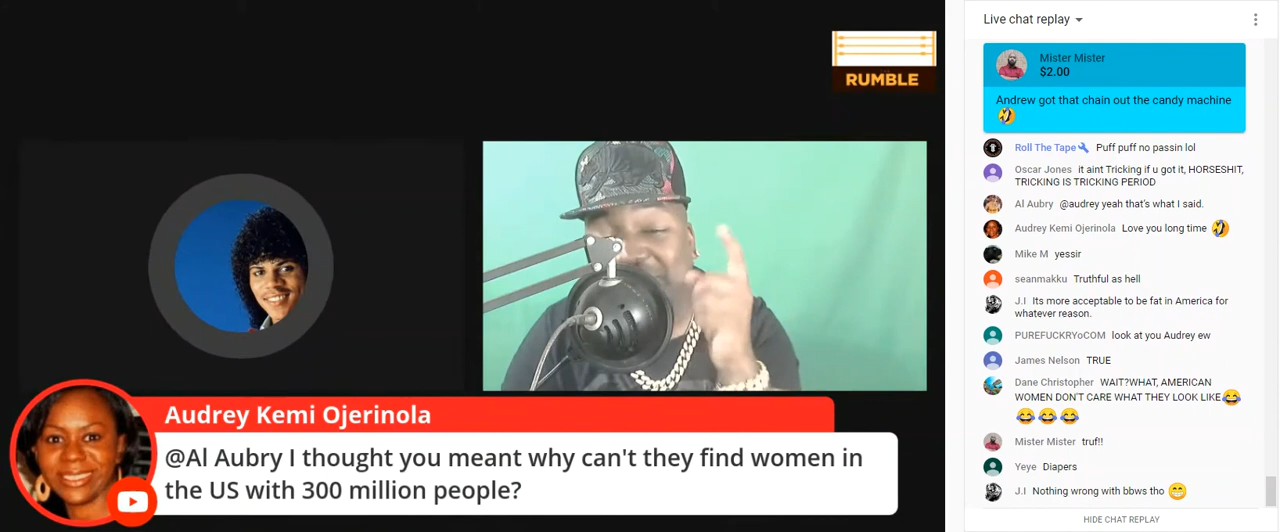 RUMBLE
Audrey Kemi Ojerinola
@Al Aubry I thought you meant why can't they find women in
the US with 300 million people?
Live chat replay
Mister Mister
$2.00
Andrew got that chain out the candy machine
🤣
Roll The Tape Puff puff no passin lol
Oscar Jones it aint Tricking if u got it, HORSESHIT,
TRICKING IS TRICKING PERIOD
Al Aubry @audrey yeah that's what I said.
Audrey Kemi Ojerinola Love you long time 🤣
Mike M yessir
seanmakku Truthful as hell
J.I Its more acceptable to be fat in America for
whatever reason.
PUREFUCKRYoCOM look at you Audrey ew
James Nelson TRUE
Dane Christopher WAIT?WHAT, AMERICAN
WOMEN DON'T CARE WHAT THEY LOOK LIKE😂
😂😂😂
Mister Mister truf!!
Yeye Diapers
J.I Nothing wrong with bbws tho 😁
HIDE CHAT REPLAY